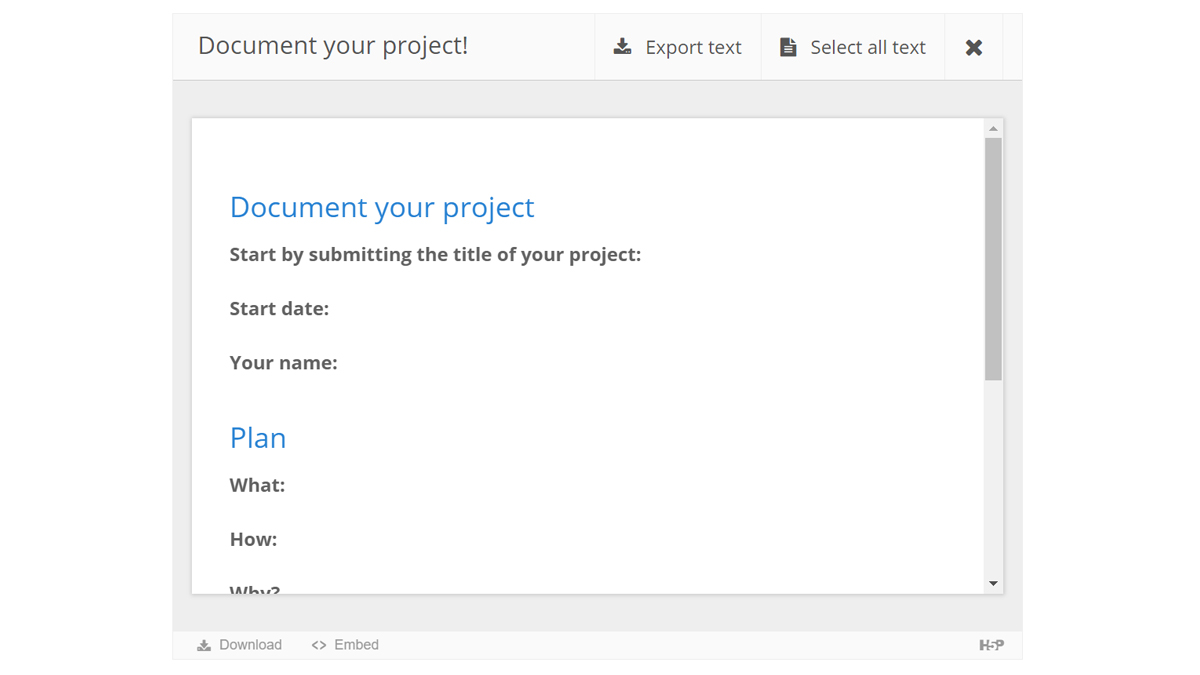 Document your project!
Export text
Select all text
Document your project
Start by submitting the title of your project:
Start date:
Your name:
Plan
What:
How:
Why?
Download
Embed
H5P